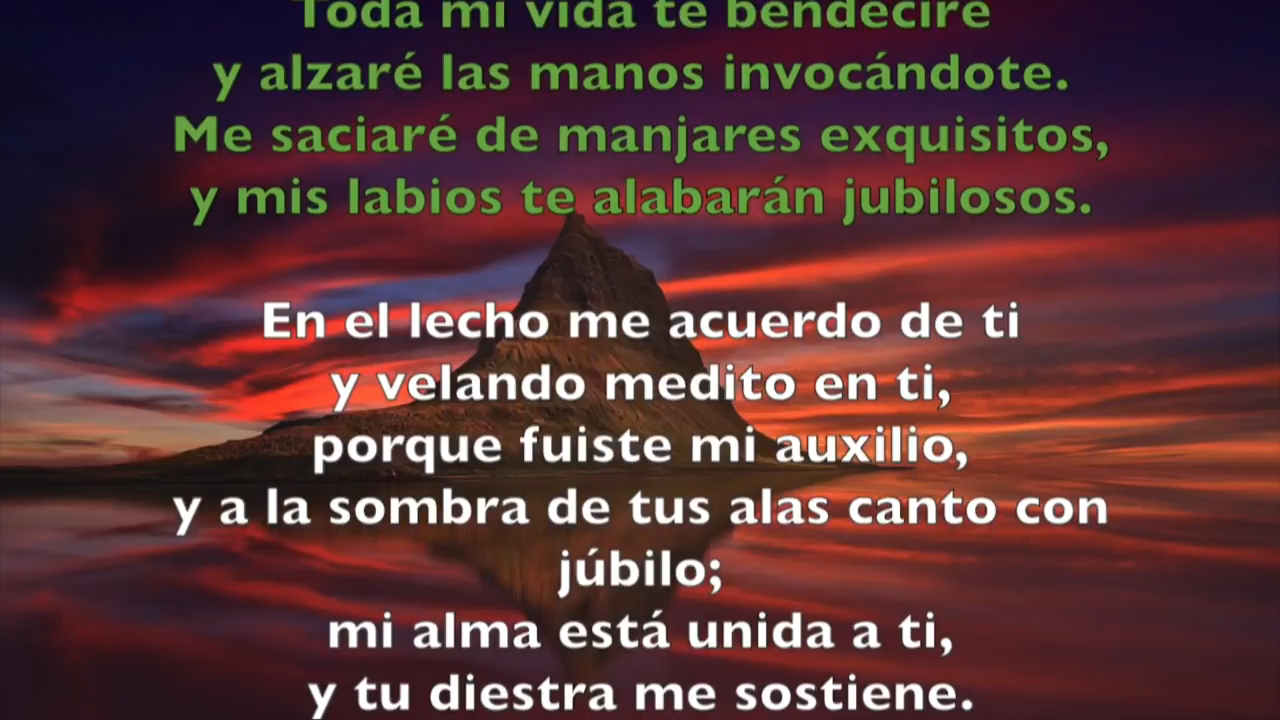 Toda mi vida te bendeciré
y alzaré las manos invocándote.
Me saciaré de manjares exquisitos,
y mis labios te alabarán jubilosos.
En el lecho me acuerdo de ti
y velando medito en ti,
porque fuiste mi auxilio,
y a la sombra de tus alas canto con
júbilo;
mi alma está unida a ti,
y tu diestra me sostiene.